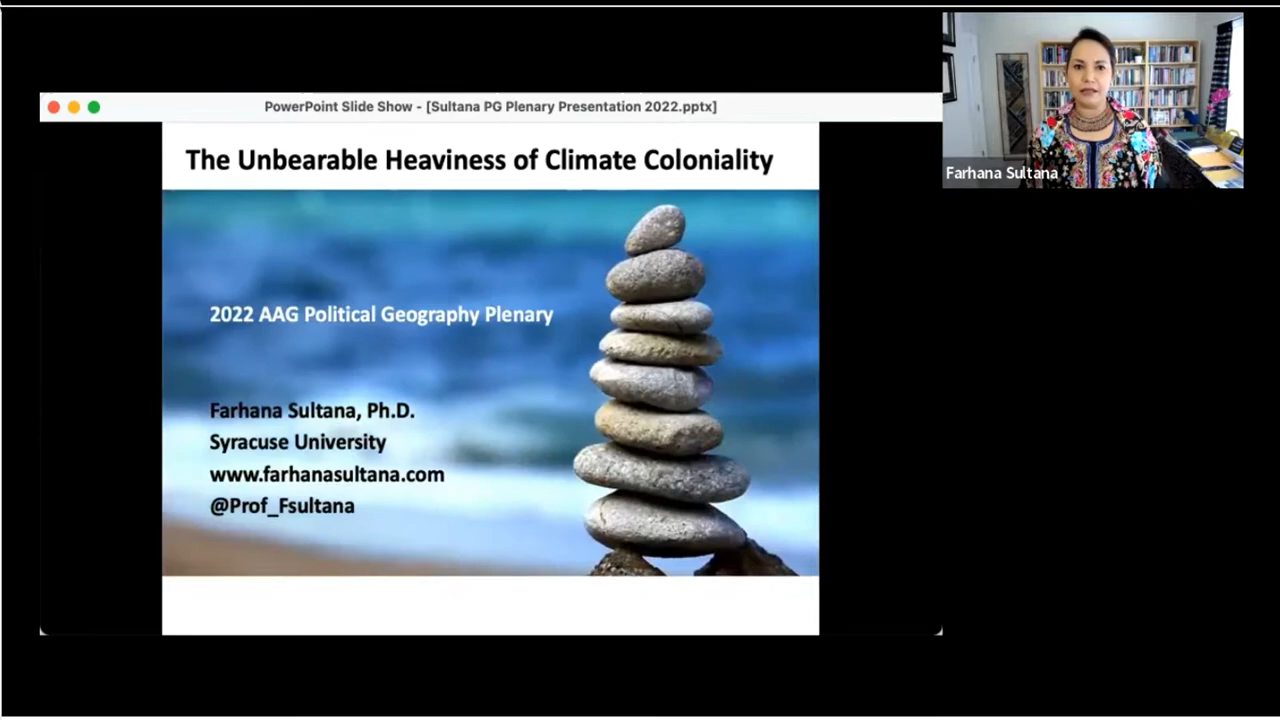 PowerPoint Slide Show - [Sultana PG Plenary Presentation 2022.pptx]
The Unbearable Heaviness of Climate Coloniality
2022 AAG Political Geography Plenary
Farhana Sultana, Ph.D.
Syracuse University
www.farhanasultana.com
@Prof_Fsultana
Farhana Sultana